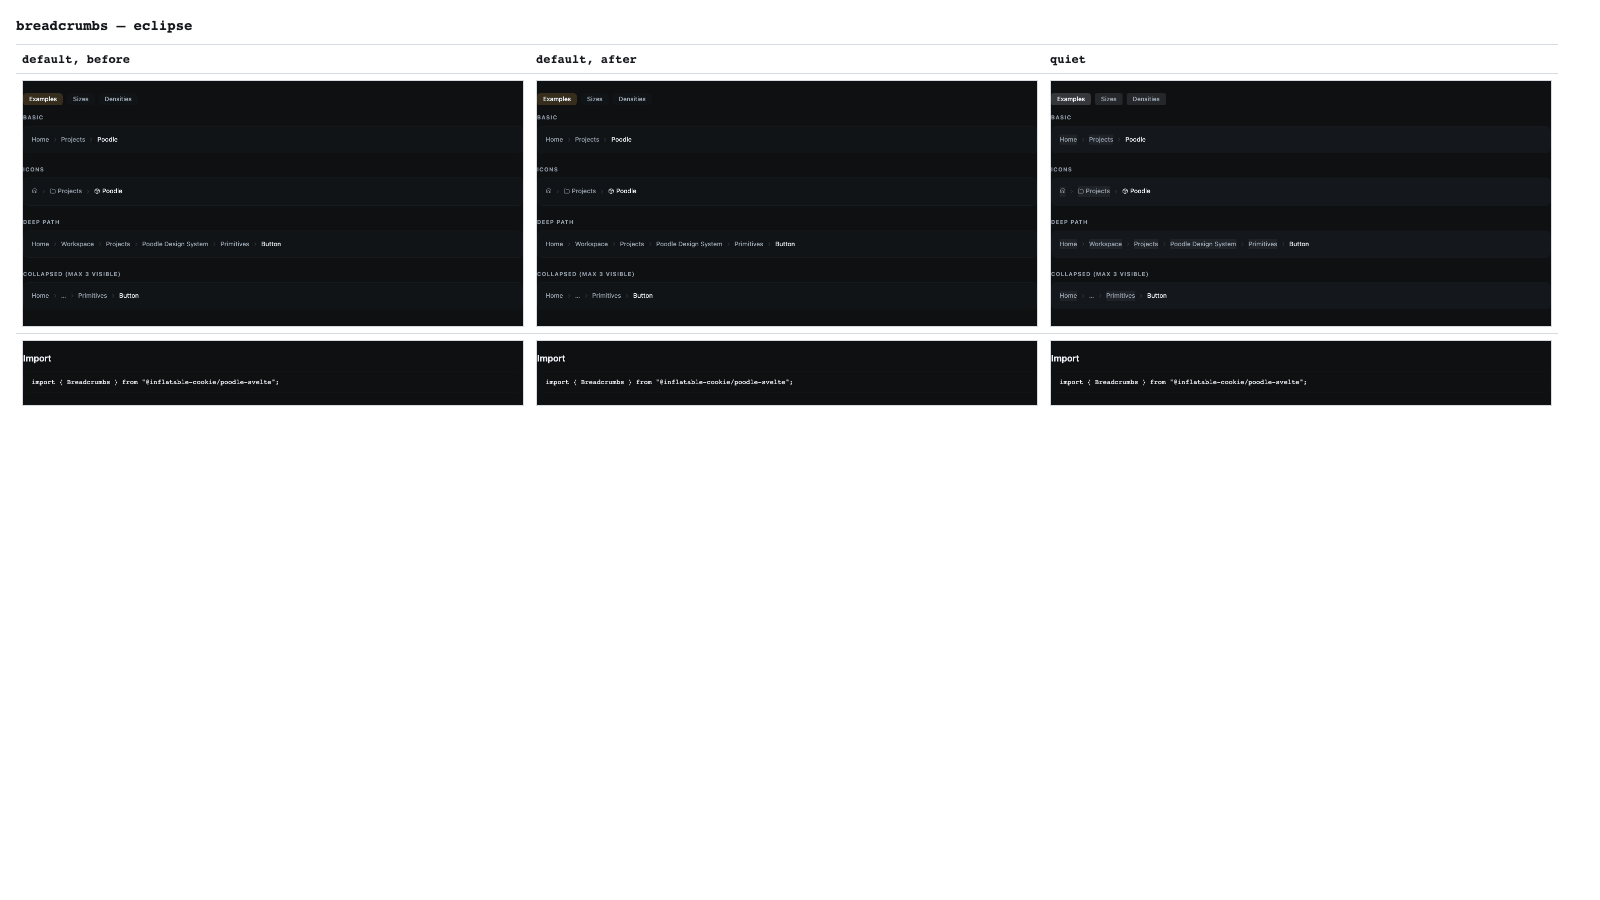 breadcrumbs — eclipse
default, before
default, after
quiet
Examples Sizes Densities
BASIC
Home › Projects › Poodle
ICONS
› Projects › Poodle
DEEP PATH
Home › Workspace › Projects › Poodle Design System › Primitives › Button
COLLAPSED (MAX 3 VISIBLE)
Home › … › Primitives › Button
Examples Sizes Densities
BASIC
Home › Projects › Poodle
ICONS
› Projects › Poodle
DEEP PATH
Home › Workspace › Projects › Poodle Design System › Primitives › Button
COLLAPSED (MAX 3 VISIBLE)
Home › … › Primitives › Button
Examples Sizes Densities
BASIC
Home › Projects › Poodle
ICONS
› Projects › Poodle
DEEP PATH
Home › Workspace › Projects › Poodle Design System › Primitives › Button
COLLAPSED (MAX 3 VISIBLE)
Home › … › Primitives › Button
Import
import { Breadcrumbs } from "@inflatable-cookie/poodle-svelte";
Import
import { Breadcrumbs } from "@inflatable-cookie/poodle-svelte";
Import
import { Breadcrumbs } from "@inflatable-cookie/poodle-svelte";